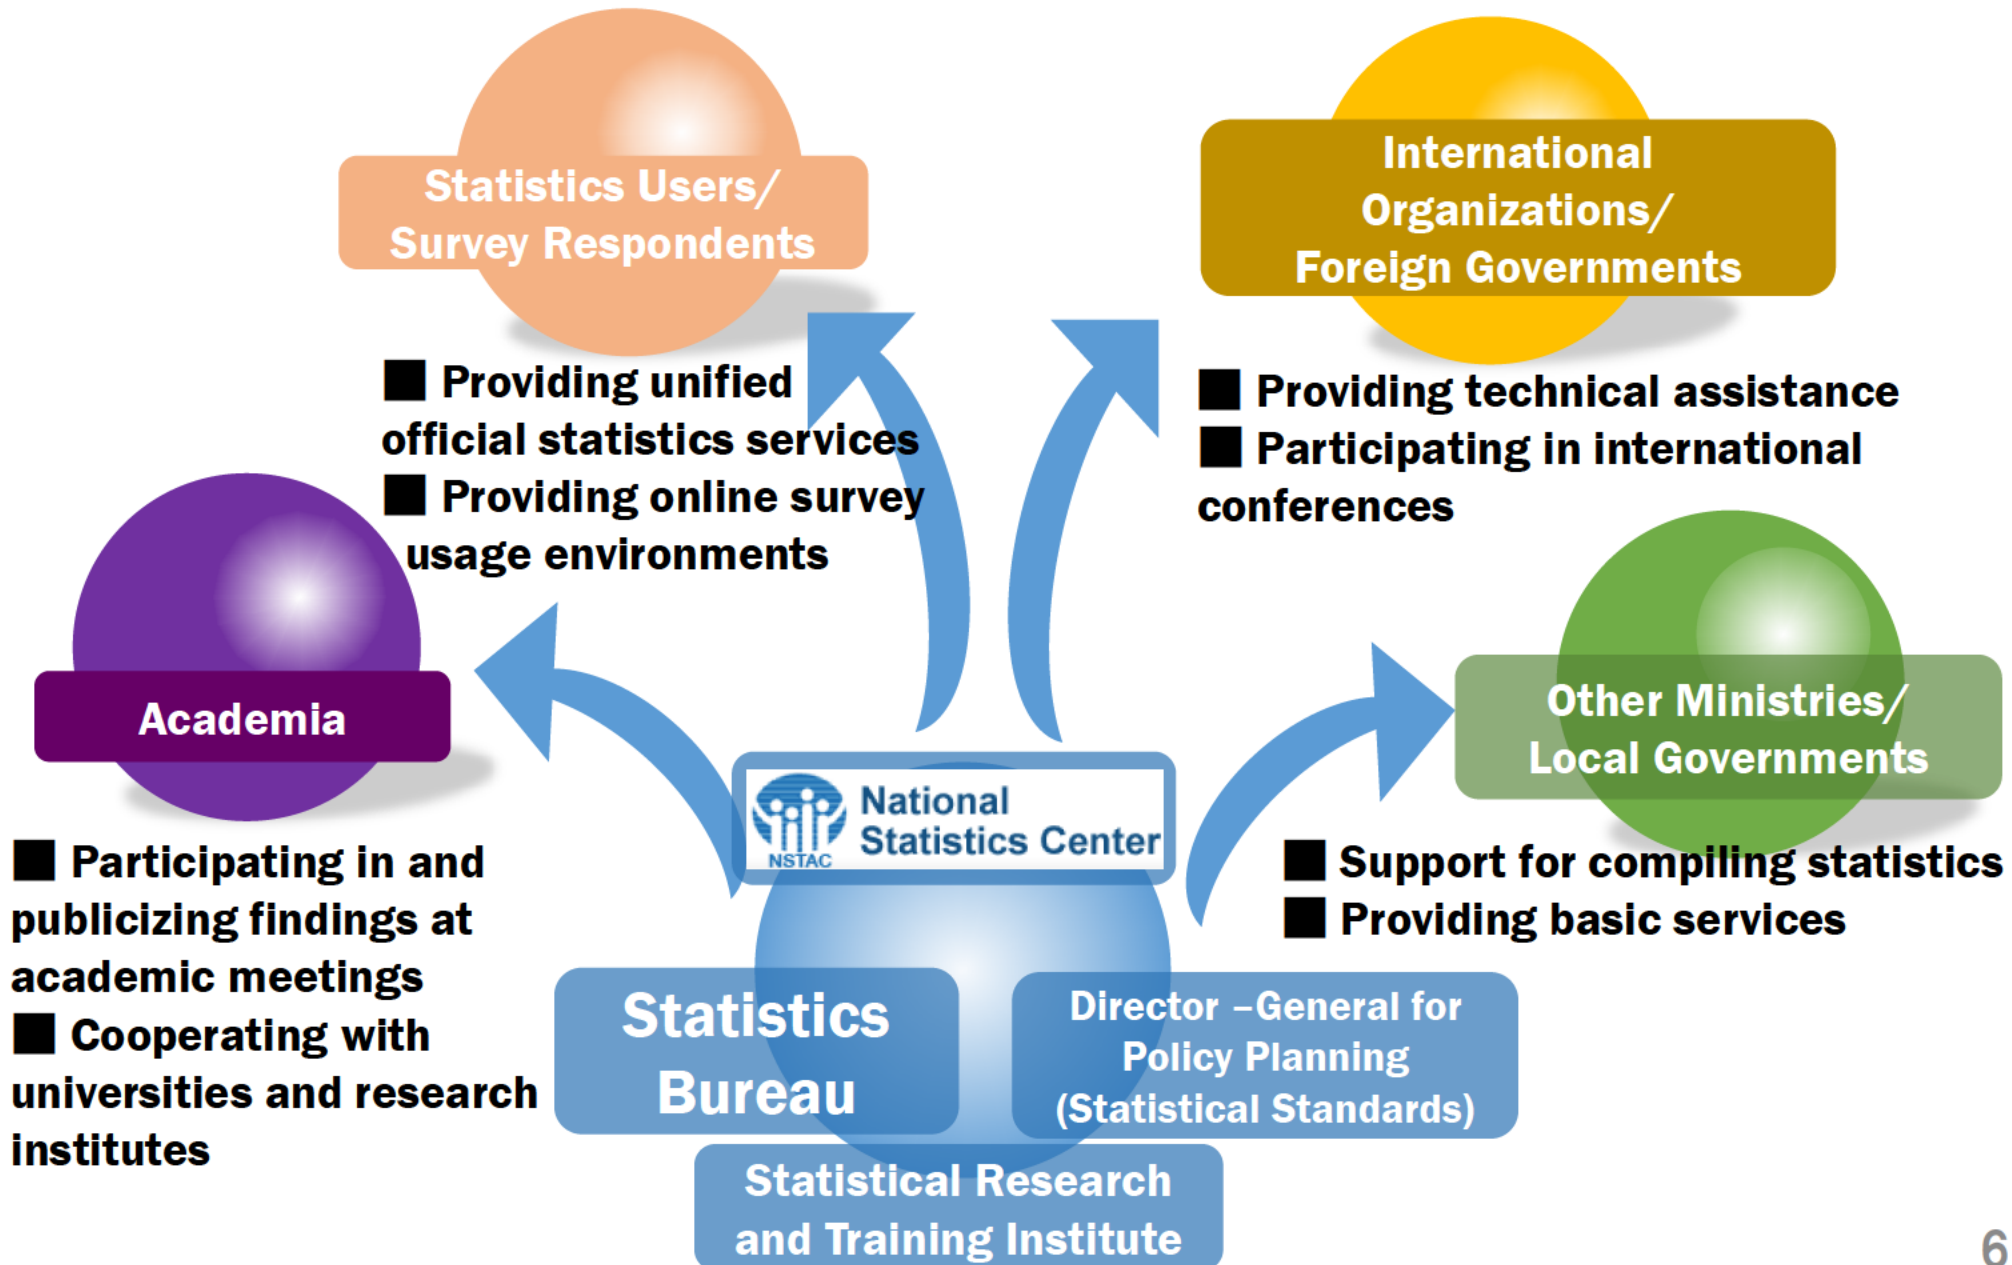 Statistics Users/
Survey Respondents
■ Providing unified
official statistics services
■ Providing online survey
usage environments
International
Organizations/
Foreign Governments
■ Providing technical assistance
■ Participating in international
conferences
Academia
■ Participating in and
publicizing findings at
academic meetings
■ Cooperating with
universities and research
institutes
Other Ministries/
Local Governments
■ Support for compiling statistics
■ Providing basic services
NSTAC
National
Statistics Center
Statistics
Bureau
Director –General for
Policy Planning
(Statistical Standards)
Statistical Research
and Training Institute
6